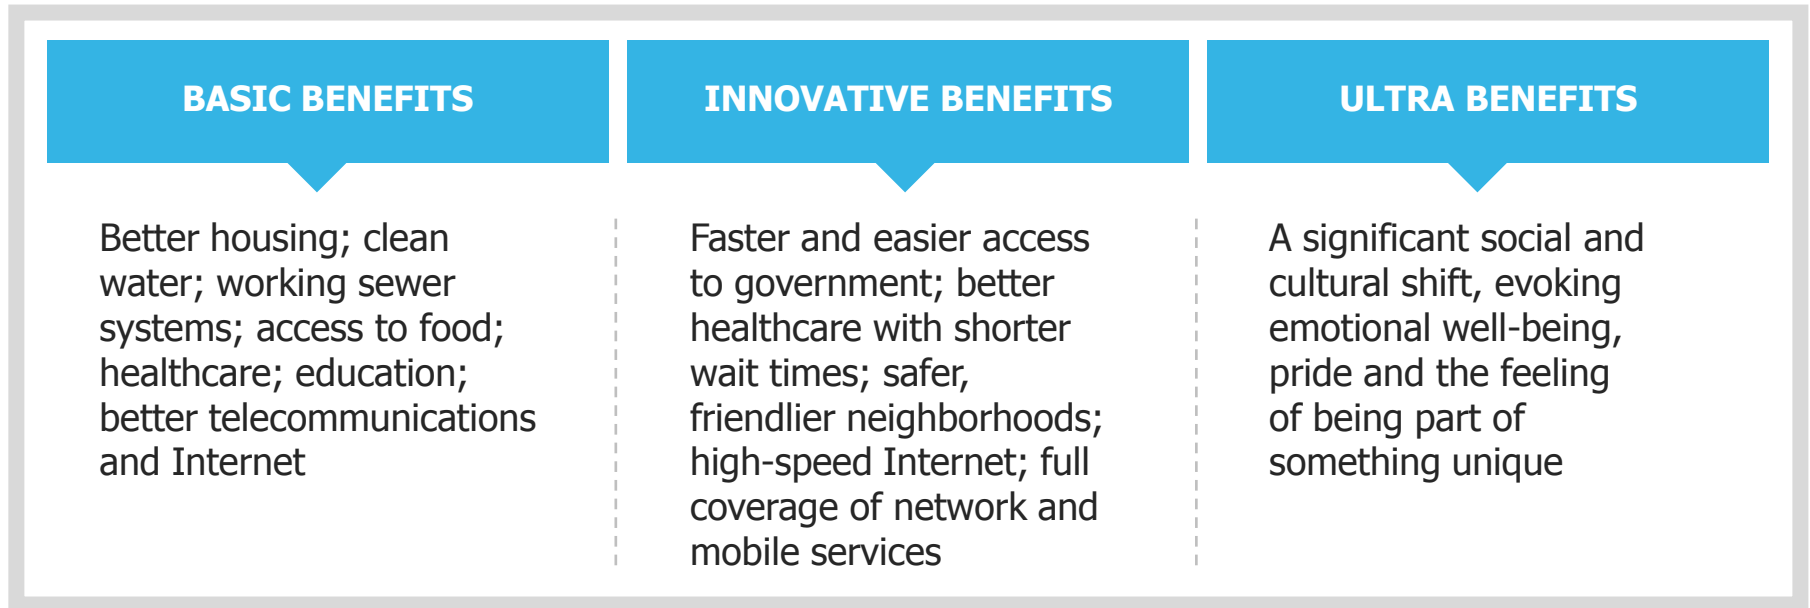 BASIC BENEFITS
Better housing; clean
water; working sewer
systems; access to food;
healthcare; education;
better telecommunications
and Internet
INNOVATIVE BENEFITS
Faster and easier access
to government; better
healthcare with shorter
wait times; safer,
friendlier neighborhoods;
high-speed Internet; full
coverage of network and
mobile services
ULTRA BENEFITS
A significant social and
cultural shift, evoking
emotional well-being,
pride and the feeling
of being part of
something unique